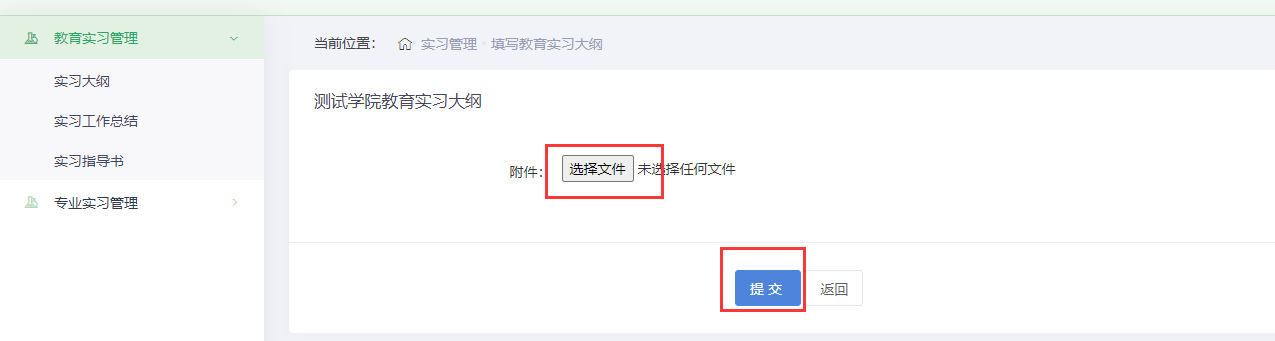 教育实习管理
实习大纲
实习工作总结
实习指导书
专业实习管理
当前位置： 实习管理 填写教育实习大纲
测试学院教育实习大纲
附件： 选择文件 未选择任何文件
提 交 返回